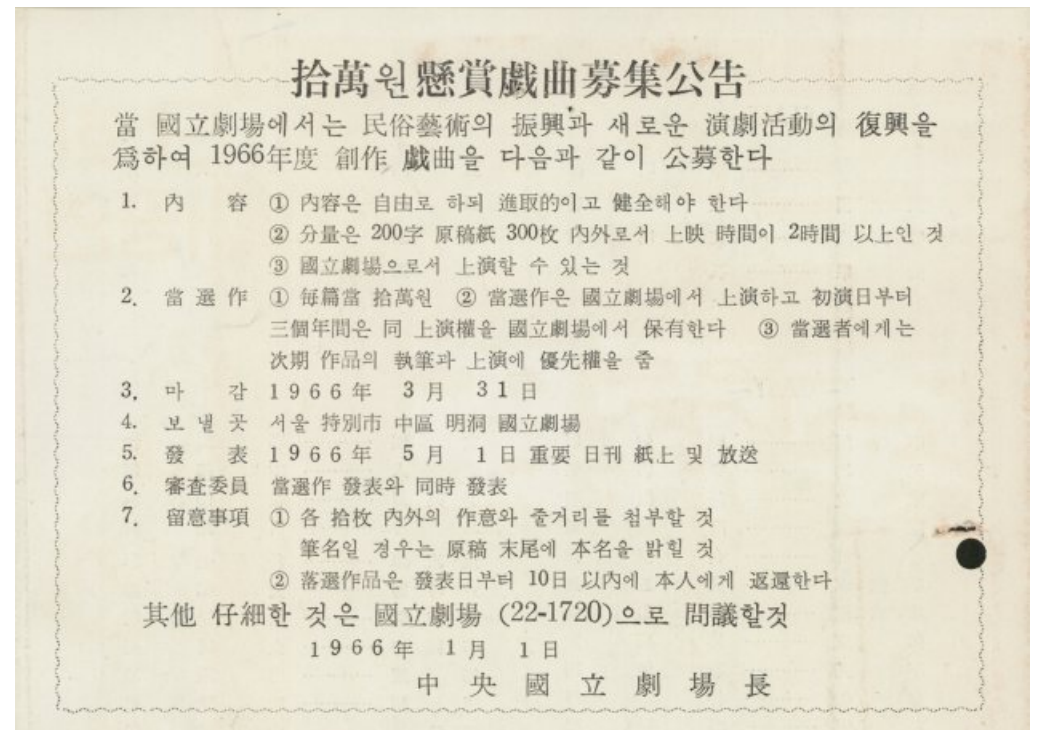 拾萬원懸賞戱曲募集公告
當 國立劇場에서는 民俗藝術의 振興과 새로운 演劇活動의 復興을
爲하여 1966年度 創作 戱曲을 다음과 같이 公募한다
1. 內 容 ① 內容은 自由로 하되 進取的이고 健全해야 한다
② 分量은 200字 原稿紙 300枚 內外로서 上映 時間이 2時間 以上인 것
③ 國立劇場으로서 上演할 수 있는 것
2. 當 選 作 ① 每篇當 拾萬원 ② 當選作은 國立劇場에서 上演하고 初演日부터
三個年間은 同 上演權을 國立劇場에서 保有한다 ③ 當選者에게는
次期 作品의 執筆과 上演에 優先權을 줌
3. 마 감 1966年 3月 31日
4. 보 낼 곳 서울 特別市 中區 明洞 國立劇場
5. 發 表 1966年 5月 1日 重要 日刊 紙上 및 放送
6. 審査委員 當選作 發表와 同時 發表
7. 留意事項 ① 各 拾枚 內外의 作意와 줄거리를 첨부할 것
筆名일 경우는 原稿 末尾에 本名을 밝힐 것
② 落選作品은 發表日부터 10日 以內에 本人에게 返還한다
其他 仔細한 것은 國立劇場 (22-1720)으로 問議할것
1966年 1月 1日
中央國立劇場長